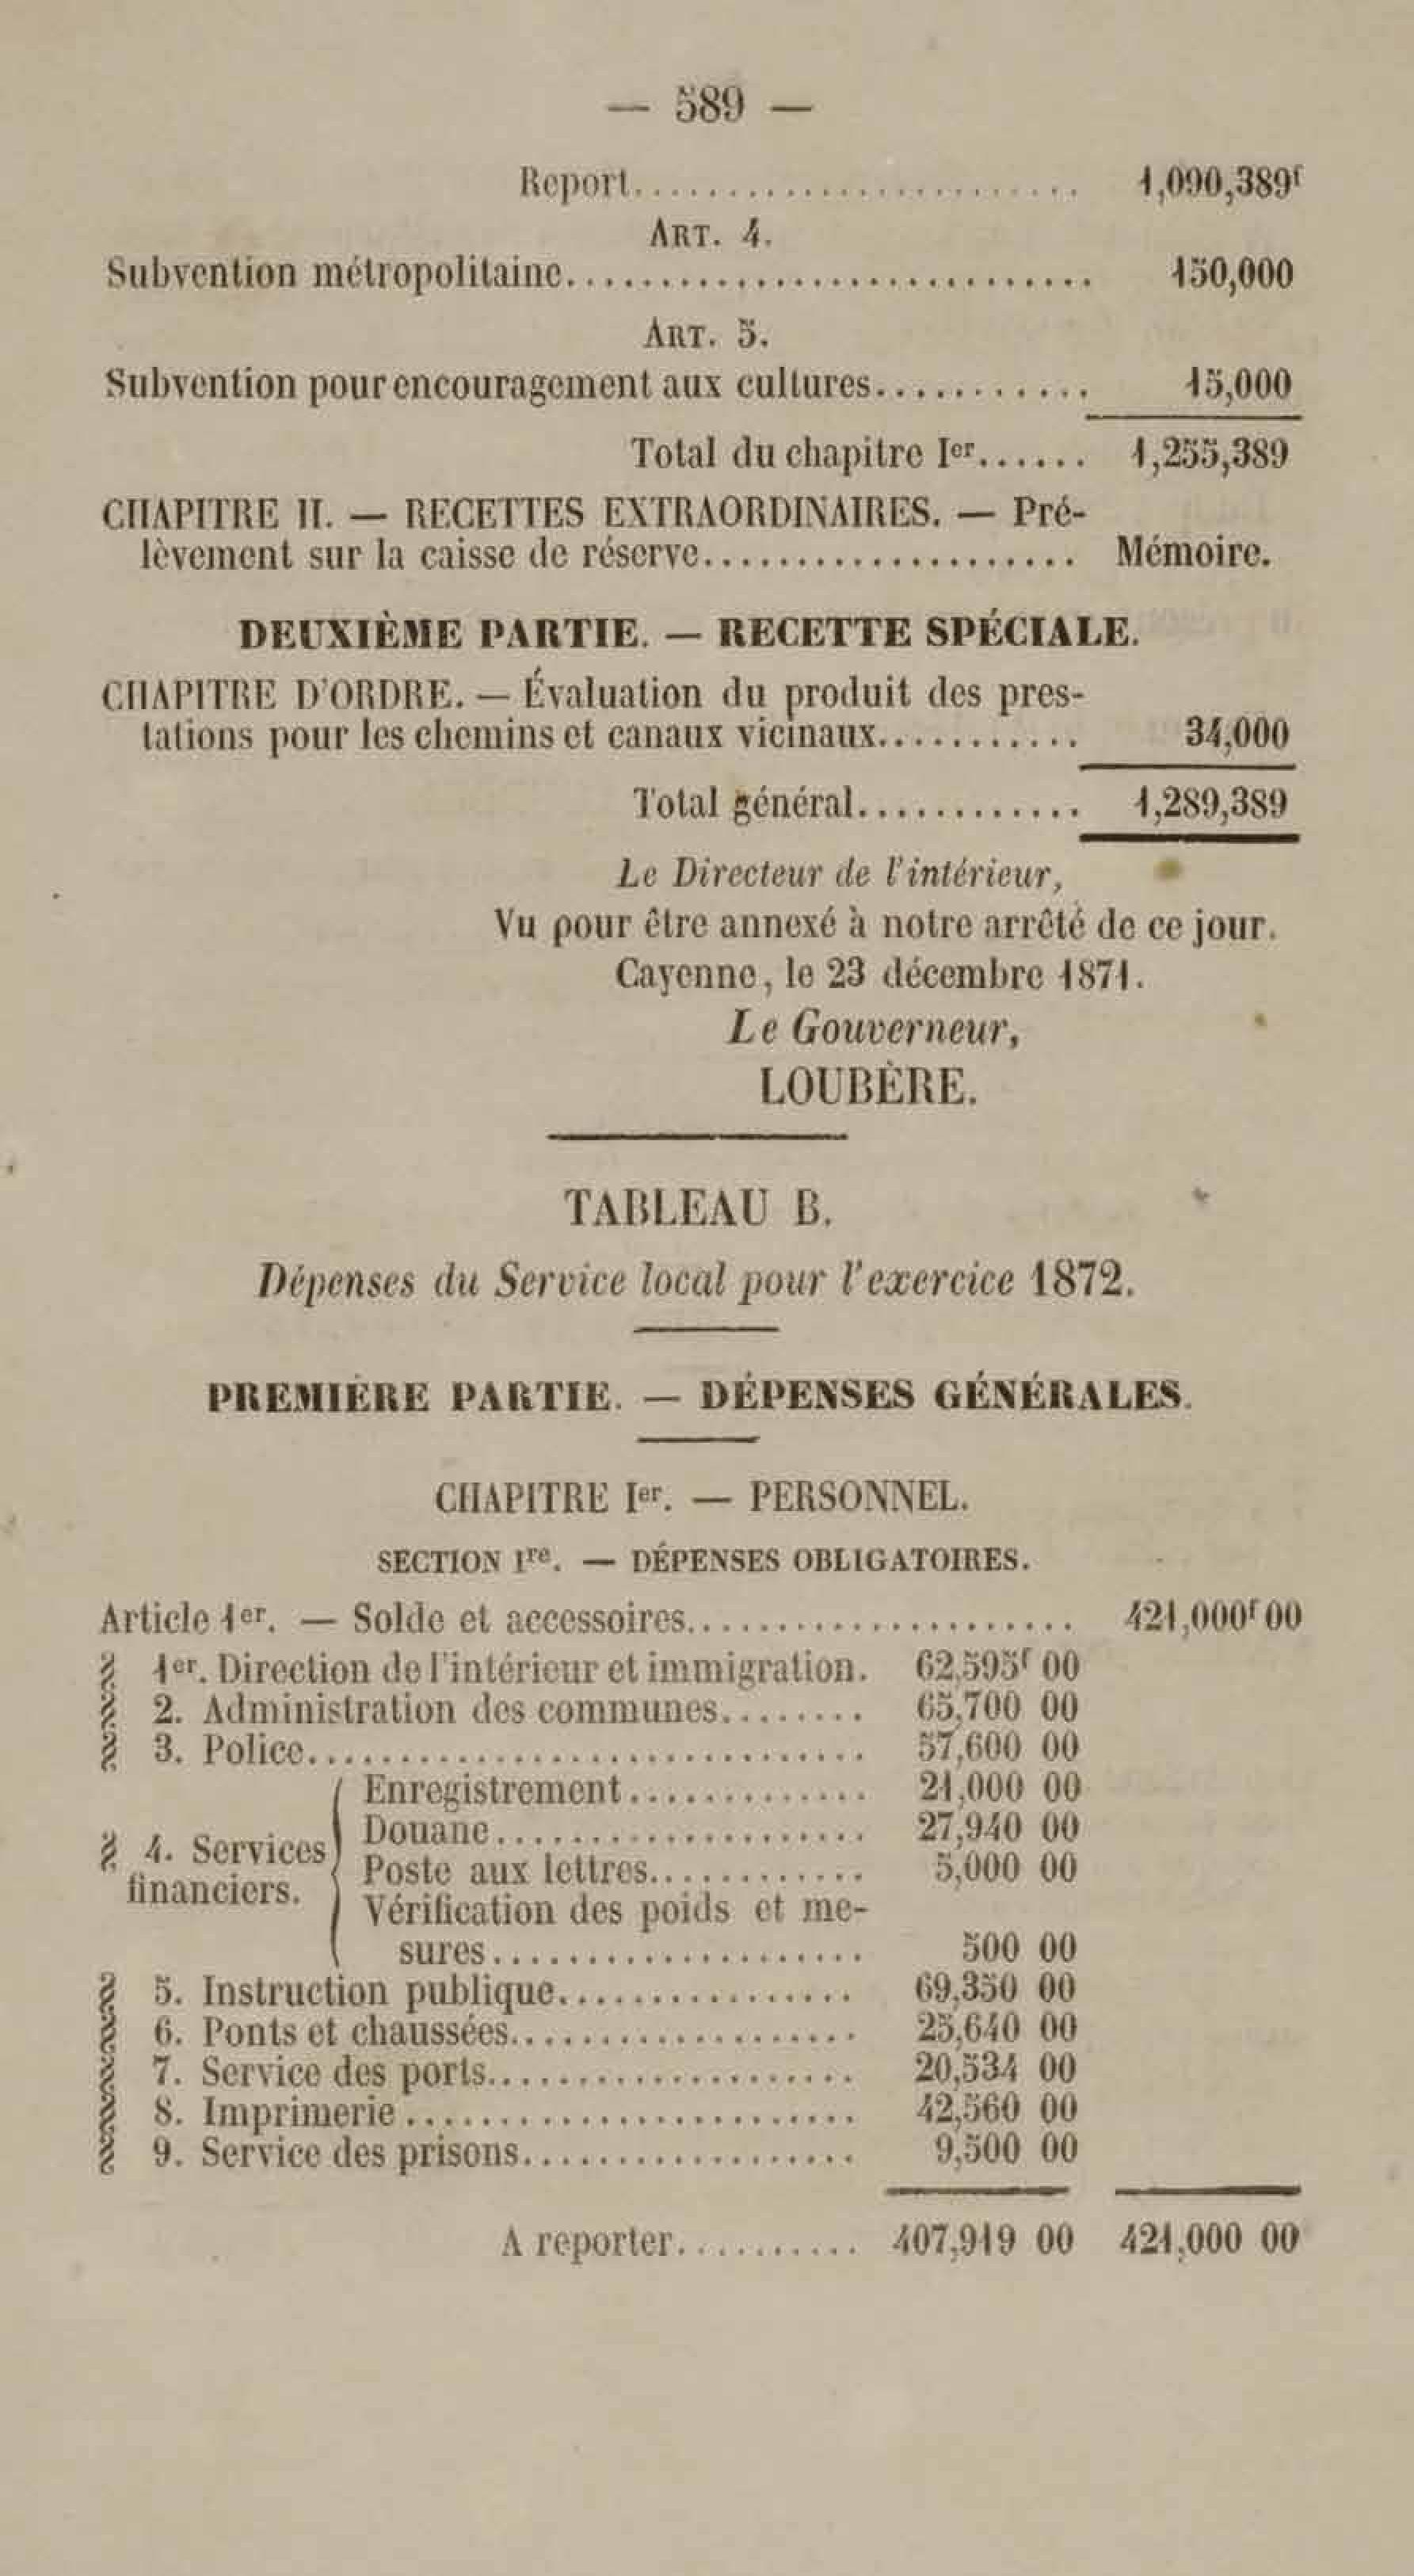 — 589 —
Report......................... 1,090,389f
ART. 4.
Subvention métropolitaine............................. 150,000
ART. 5.
Subvention pour encouragement aux cultures............ 15,000
Total du chapitre Ier...... 1,255,389
CHAPITRE II. — RECETTES EXTRAORDINAIRES. — Pré-
lèvement sur la caisse de réserve.................... Mémoire.
DEUXIÈME PARTIE. — RECETTE SPÉCIALE.
CHAPITRE D'ORDRE. — Évaluation du produit des pres-
tations pour les chemins et canaux vicinaux........... 34,000
Total général............ 1,289,389
Le Directeur de l'intérieur,
Vu pour être annexé à notre arrêté de ce jour.
Cayenne, le 23 décembre 1871.
Le Gouverneur,
LOUBÈRE.
TABLEAU B.
Dépenses du Service local pour l'exercice 1872.
PREMIÈRE PARTIE. — DÉPENSES GÉNÉRALES.
CHAPITRE Ier. — PERSONNEL.
SECTION 1re. — DÉPENSES OBLIGATOIRES.
Article 1er. — Solde et accessoires..................... 421,000f 00
§ 1er. Direction de l'intérieur et immigration. 62,595f 00
§ 2. Administration des communes........ 65,700 00
§ 3. Police.............................. 57,600 00
§ 4. Services financiers.
Enregistrement............. 21,000 00
Douane.................... 27,940 00
Poste aux lettres............ 5,000 00
Vérification des poids et me-
sures.................... 500 00
§ 5. Instruction publique................ 69,350 00
§ 6. Ponts et chaussées................... 25,640 00
§ 7. Service des ports.................... 20,534 00
§ 8. Imprimerie........................ 42,560 00
§ 9. Service des prisons.................. 9,500 00
A reporter........... 407,919 00 421,000 00